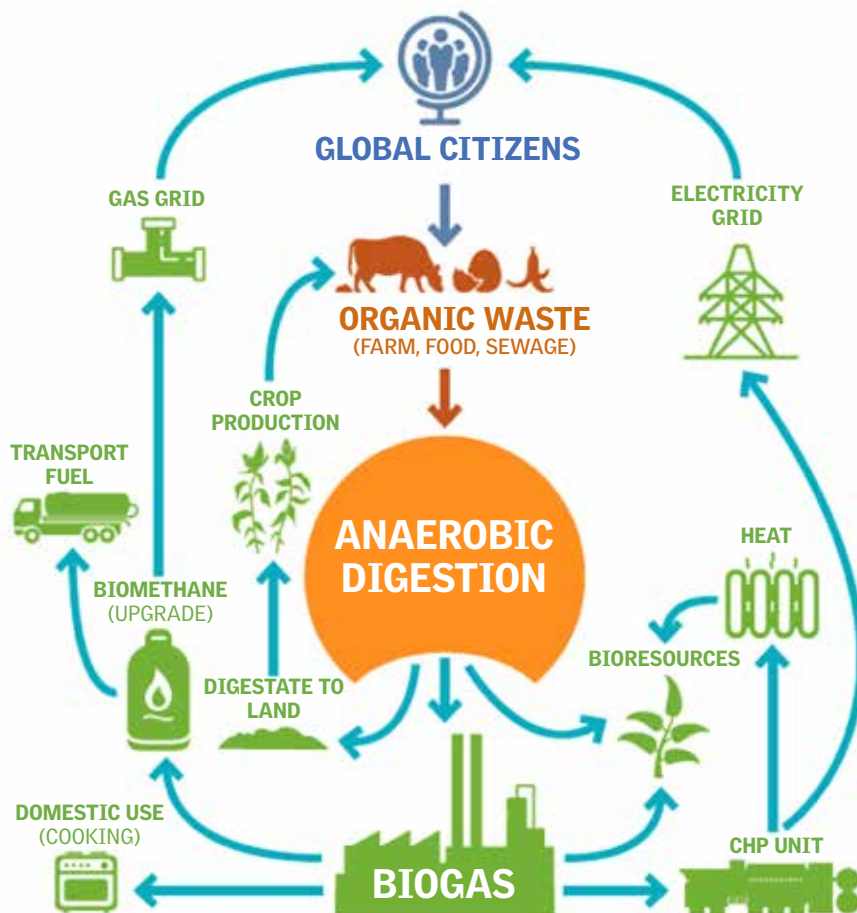 GLOBAL CITIZENS
GAS GRID
ELECTRICITY
GRID
ORGANIC WASTE
(FARM, FOOD, SEWAGE)
CROP
PRODUCTION
TRANSPORT
FUEL
ANAEROBIC
DIGESTION
HEAT
BIOMETHANE
(UPGRADE)
BIORESOURCES
DIGESTATE TO
LAND
DOMESTIC USE
(COOKING)
CHP UNIT
BIOGAS